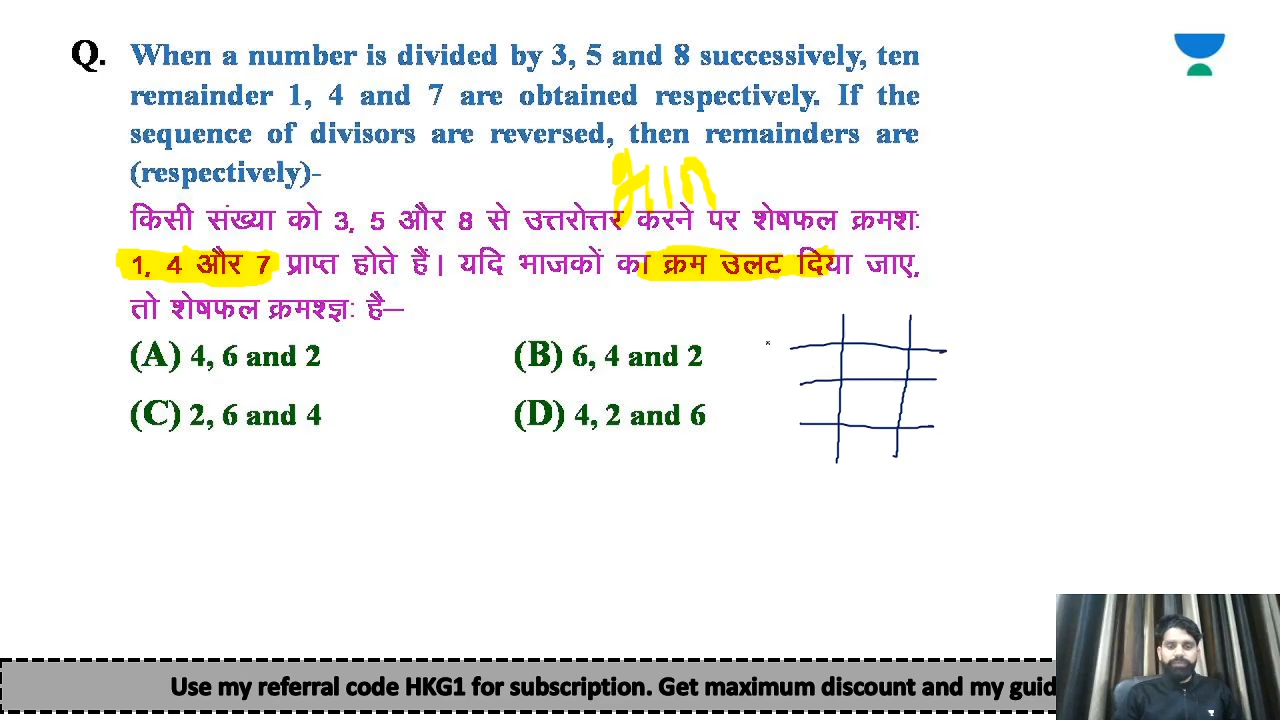 Q. When a number is divided by 3, 5 and 8 successively, ten
remainder 1, 4 and 7 are obtained respectively. If the
sequence of divisors are reversed, then remainders are
(respectively)-
भाग
किसी संख्या को 3, 5 और 8 से उत्तरोत्तर करने पर शेषफल क्रमशः
1, 4 और 7 प्राप्त होते हैं। यदि भाजकों का क्रम उलट दिया जाए,
तो शेषफल क्रमश्ज्ञः है—
(A) 4, 6 and 2 (B) 6, 4 and 2
(C) 2, 6 and 4 (D) 4, 2 and 6
Use my referral code HKG1 for subscription. Get maximum discount and my guid